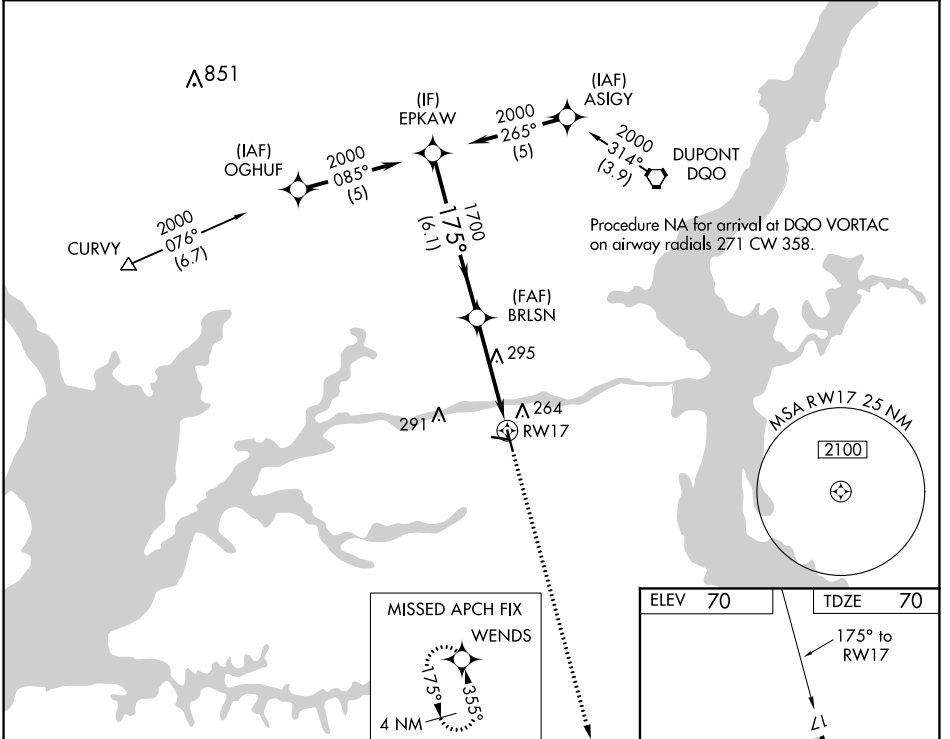 851
(IAF)
ASIGY
(IF)
EPKAW
2000
265°
(5)
(IAF)
OGHUF
2000
085°
(5)
2000
314°
(3.9)
DUPONT
DQO
2000
076°
(6.7)
CURVY
1700
175°
(6.1)
Procedure NA for arrival at DQO VORTAC
on airway radials 271 CW 358.
(FAF)
BRLSN
295
291
264
RW17
MSA RW17 25 NM
2100
MISSED APCH FIX
WENDS
175°
355°
4 NM
ELEV 70
TDZE 70
175° to
RW17
17